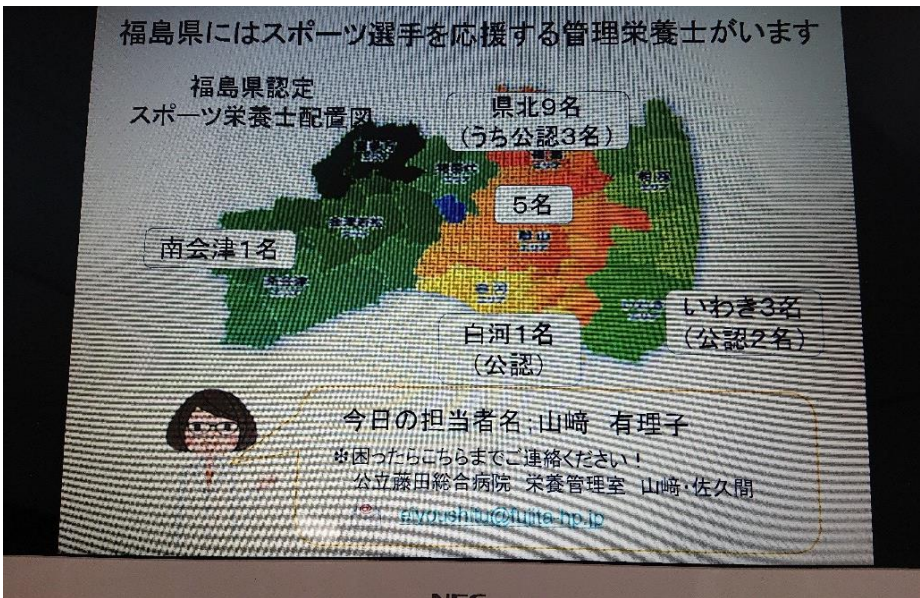 福島県にはスポーツ選手を応援する管理栄養士がいます
福島県認定
スポーツ栄養士配置図
県北9名
(うち公認3名)
5名
南会津1名
いわき3名
(公認2名)
白河1名
(公認)
今日の担当者名;山﨑 有理子
※困ったらこちらまでご連絡ください!
公立藤田総合病院 栄養管理室 山﨑・佐久間
NEC